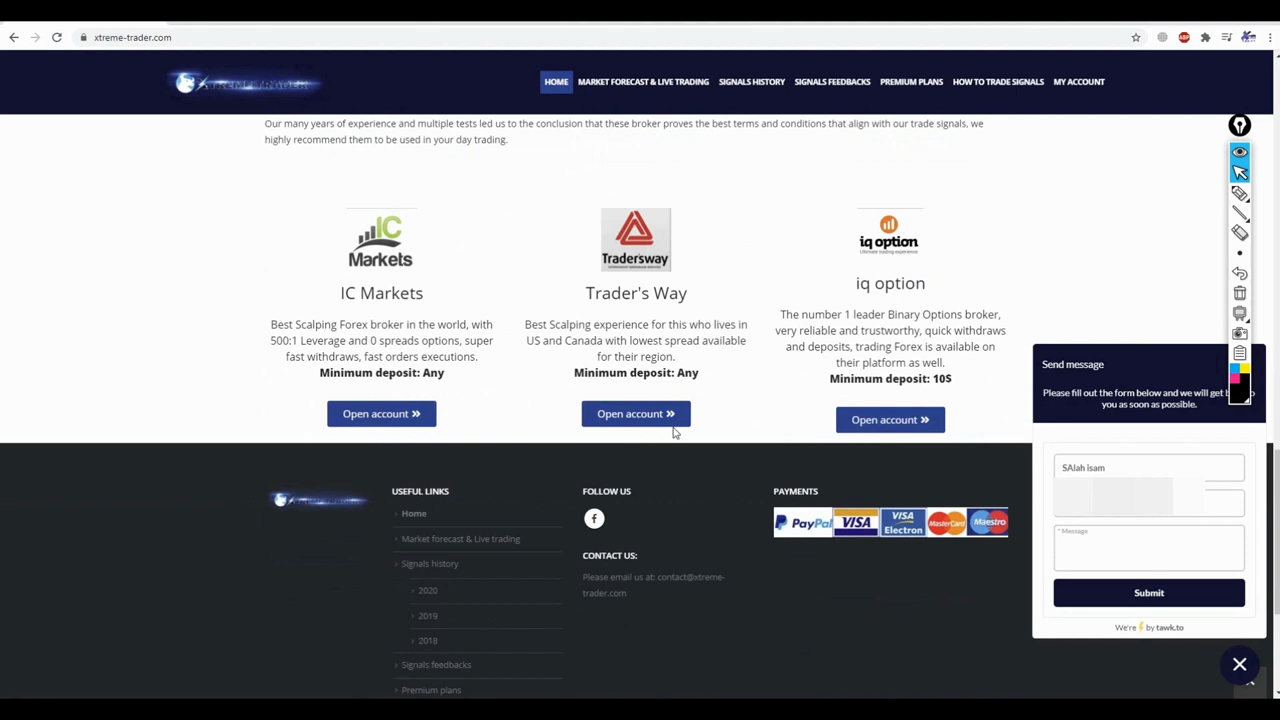 xtreme-trader.com
XTREME TRADER
HOME
MARKET FORECAST & LIVE TRADING
SIGNALS HISTORY
SIGNALS FEEDBACKS
PREMIUM PLANS
HOW TO TRADE SIGNALS
MY ACCOUNT
Our many years of experience and multiple tests led us to the conclusion that these broker proves the best terms and conditions that align with our trade signals, we
highly recommend them to be used in your day trading.
IC
Markets
IC Markets
Best Scalping Forex broker in the world, with
500:1 Leverage and 0 spreads options, super
fast withdraws, fast orders executions.
Minimum deposit: Any
Open account »
Tradersway
Trader's Way
Best Scalping experience for this who lives in
US and Canada with lowest spread available
for their region.
Minimum deposit: Any
Open account »
iq option
Ultimate trading experience
iq option
The number 1 leader Binary Options broker,
very reliable and trustworthy, quick withdraws
and deposits, trading Forex is available on
their platform as well.
Minimum deposit: 10$
Open account »
Send message
Please fill out the form below and we will get
you as soon as possible.
SAlah isam
* Message
Submit
We're ⚡ by tawk.to
USEFUL LINKS
› Home
› Market forecast & Live trading
› Signals history
› 2020
› 2019
› 2018
› Signals feedbacks
› Premium plans
FOLLOW US
f
CONTACT US:
Please email us at: contact@xtreme-
trader.com
PAYMENTS
PayPal
VISA
VISA
Electron
MasterCard
Maestro
ABP